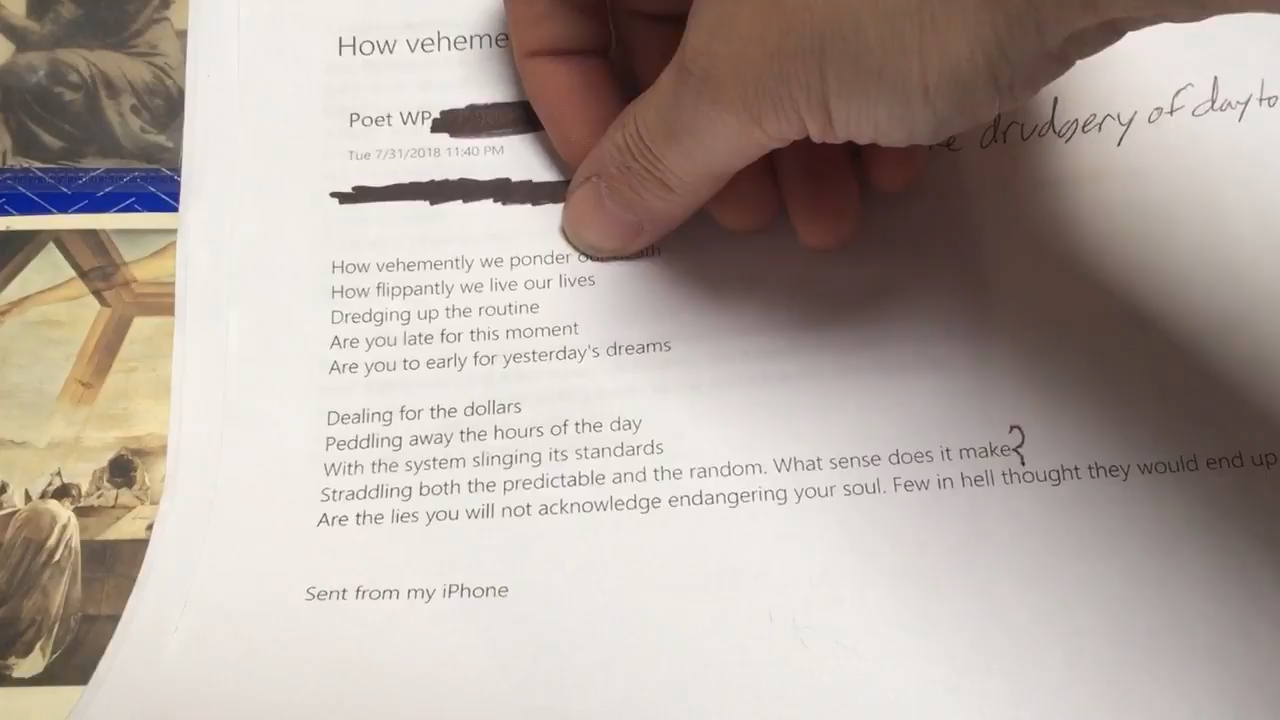 How veheme
drudgery of day to
Poet WP
Tue 7/31/2018 11:40 PM
How vehemently we ponder
How flippantly we live our lives
Dredging up the routine
Are you late for this moment
Are you to early for yesterday's dreams
Dealing for the dollars
Peddling away the hours of the day
With the system slinging its standards
Straddling both the predictable and the random. What sense does it make?
Are the lies you will not acknowledge endangering your soul. Few in hell thought they would end up
Sent from my iPhone